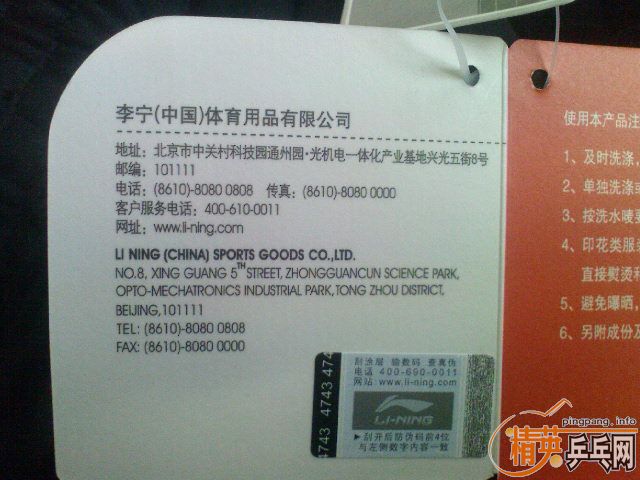 李宁(中国)体育用品有限公司
地址：北京市中关村科技园通州园·光机电一体化产业基地兴光五街8号
邮编：101111
电话：(8610)-8080 0808 传真：(8610)-8080 0000
客户服务电话：400-610-0011
网址：www.li-ning.com
LI NING (CHINA) SPORTS GOODS CO.,LTD.
NO.8, XING GUANG 5TH STREET, ZHONGGUANCUN SCIENCE PARK,
OPTO-MECHATRONICS INDUSTRIAL PARK, TONG ZHOU DISTRICT,
BEIJING,101111
TEL: (8610)-8080 0808
FAX: (8610)-8080 0000
4743 4743 474
刮涂层 输数码 查真伪
电话 400-690-0011
网站 www.li-ning.com
LI-NING
刮开后防伪码前4位
与左侧数字内容一致
使用本产品注
1、及时洗涤，
2、单独洗涤或
3、按洗水唛要
4、印花类服
直接熨烫和
5、避免曝晒，
6、另附成份及
pingpang.info
精英乒乓网